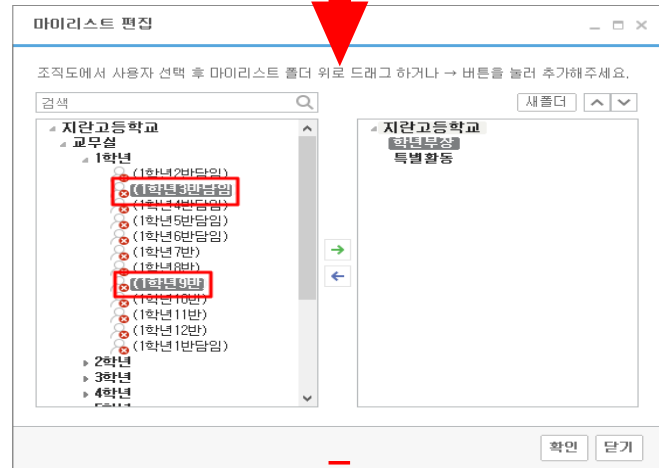 마이리스트 편집
조직도에서 사용자 선택 후 마이리스트 폴더 위로 드래그 하거나 → 버튼을 눌러 추가해주세요.
검색
새폴더
지란고등학교
교무실
1학년
(1학년2반담임)
(1학년3반담임
(1학년4반담임)
(1학년5반담임)
(1학년6반담임)
(1학년7반)
(1학년8반)
(1학년9반
(1학년10반)
(1학년11반)
(1학년12반)
(1학년1반담임)
2학년
3학년
4학년
지란고등학교
학년부장
특별활동
확인
닫기